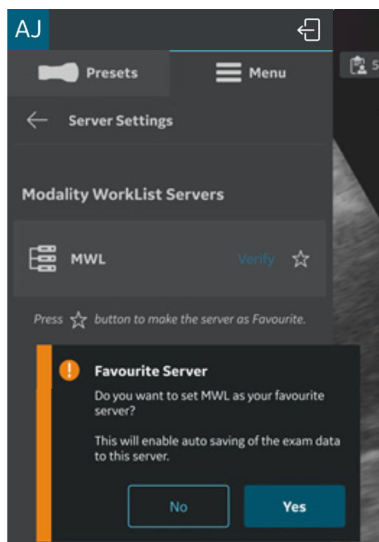 AJ
Presets
Menu
5
Server Settings
Modality WorkList Servers
MWL
Verify
Press ☆ button to make the server as Favourite.
Favourite Server
Do you want to set MWL as your favourite
server?
This will enable auto saving of the exam data
to this server.
No
Yes